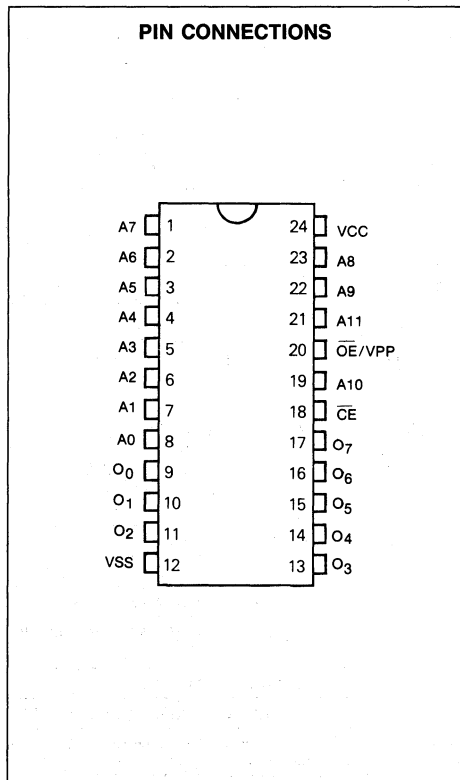 PIN CONNECTIONS
A7 1 24 VCC
A6 2 23 A8
A5 3 22 A9
A4 4 21 A11
A3 5 20 O̅E̅/VPP
A2 6 19 A10
A1 7 18 C̅E̅
A0 8 17 O7
O0 9 16 O6
O1 10 15 O5
O2 11 14 O4
VSS 12 13 O3